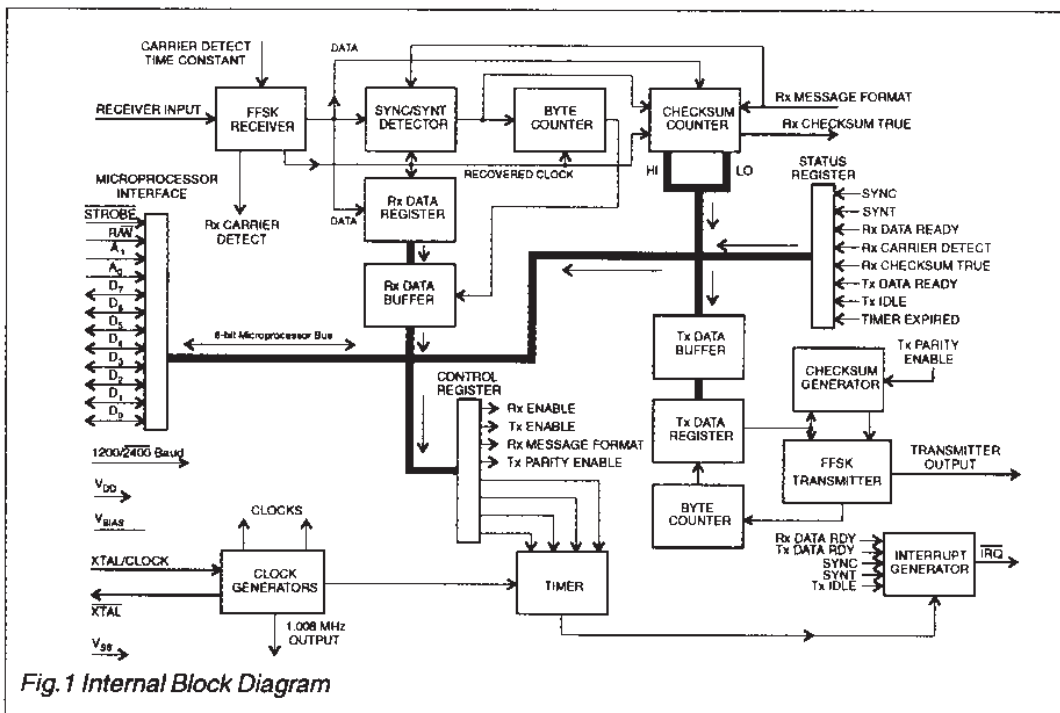 CARRIER DETECT
TIME CONSTANT
DATA
RECEIVER INPUT
FFSK
RECEIVER
SYNC/SYNT
DETECTOR
BYTE
COUNTER
CHECKSUM
COUNTER
Rx MESSAGE FORMAT
Rx CHECKSUM TRUE
RECOVERED CLOCK
HI
LO
STATUS
REGISTER
MICROPROCESSOR
INTERFACE
Rx CARRIER
DETECT
DATA
Rx DATA
REGISTER
Rx DATA
BUFFER
STROBE
R/W
A1
A0
D7
D6
D5
D4
D3
D2
D1
D0
8-bit Microprocessor Bus
SYNC
SYNT
Rx DATA READY
Rx CARRIER DETECT
Rx CHECKSUM TRUE
Tx DATA READY
Tx IDLE
TIMER EXPIRED
Tx DATA
BUFFER
Tx PARITY
ENABLE
CHECKSUM
GENERATOR
CONTROL
REGISTER
Rx ENABLE
Tx ENABLE
Rx MESSAGE FORMAT
Tx PARITY ENABLE
Tx DATA
REGISTER
FFSK
TRANSMITTER
TRANSMITTER
OUTPUT
BYTE
COUNTER
1200/2400 Baud
VDD
VBIAS
CLOCKS
XTAL/CLOCK
CLOCK
GENERATORS
XTAL
1.008 MHz
OUTPUT
VSS
TIMER
Rx DATA RDY
Tx DATA RDY
SYNC
SYNT
Tx IDLE
INTERRUPT
GENERATOR
IRQ
Fig.1 Internal Block Diagram